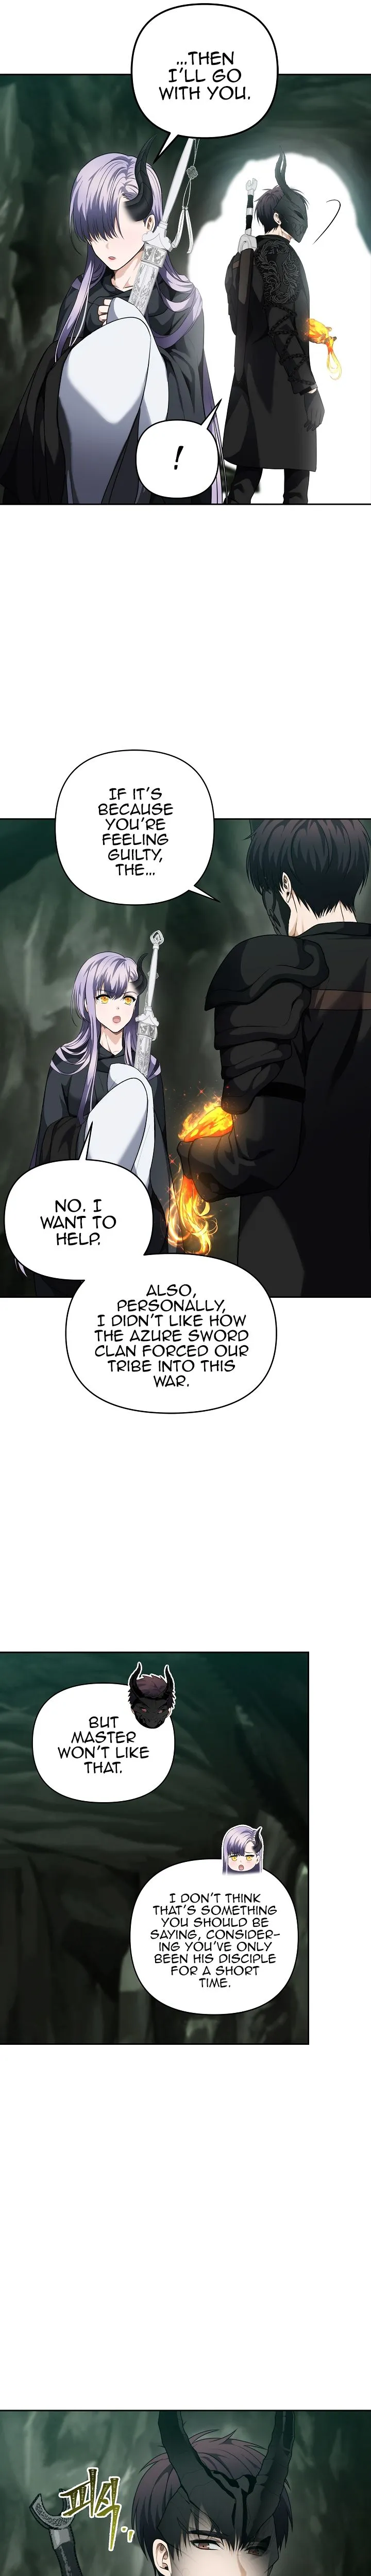 ...THEN
I'LL GO
WITH YOU.
!
IF IT'S
BECAUSE
YOU'RE
FEELING
GUILTY,
THE...
NO. I
WANT TO
HELP.
ALSO,
PERSONALLY,
I DIDN'T LIKE HOW
THE AZURE SWORD
CLAN FORCED OUR
TRIBE INTO THIS
WAR.
BUT
MASTER
WON'T LIKE
THAT.
I DON'T THINK
THAT'S SOMETHING
YOU SHOULD BE
SAYING, CONSIDER-
ING YOU'VE ONLY
BEEN HIS DISCIPLE
FOR A SHORT
TIME.
피식